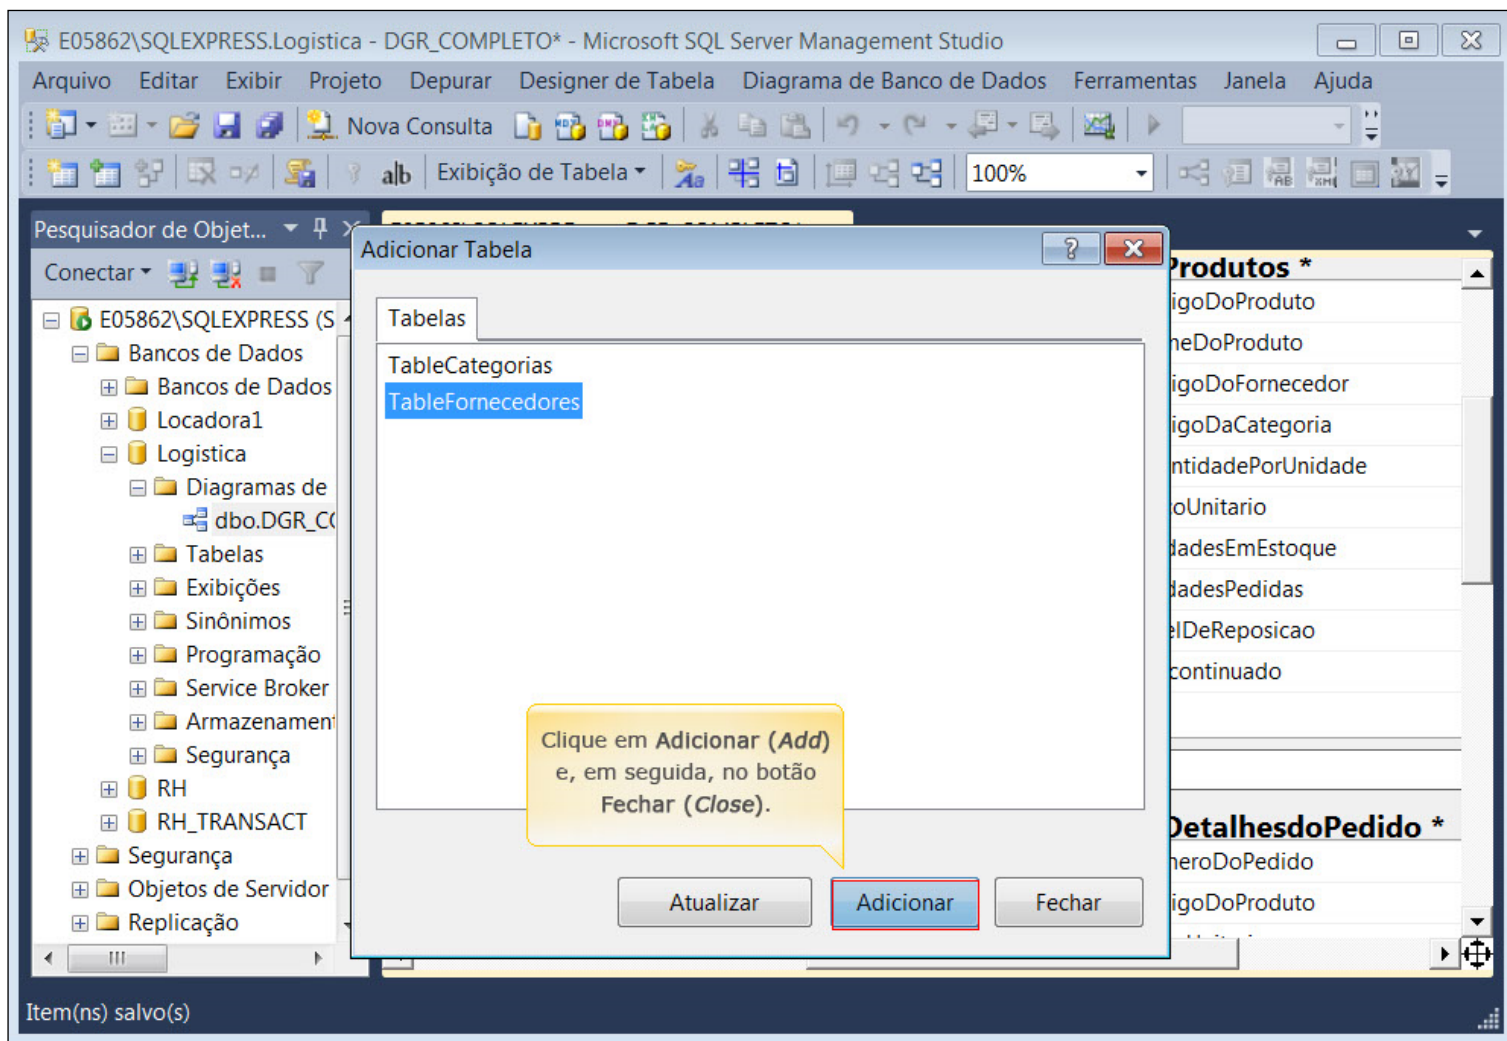 E05862\SQLEXPRESS.Logistica - DGR_COMPLETO* - Microsoft SQL Server Management Studio
Arquivo Editar Exibir Projeto Depurar Designer de Tabela Diagrama de Banco de Dados Ferramentas Janela Ajuda
Nova Consulta
Exibição de Tabela 100%
Pesquisador de Objet...
Conectar
E05862\SQLEXPRESS (S
Bancos de Dados
Bancos de Dados
Locadora1
Logistica
Diagramas de
dbo.DGR_C
Tabelas
Exibições
Sinônimos
Programação
Service Broker
Armazenament
Segurança
RH
RH_TRANSACT
Segurança
Objetos de Servidor
Replicação
Adicionar Tabela
Tabelas
TableCategorias
TableFornecedores
Clique em Adicionar (Add)
e, em seguida, no botão
Fechar (Close).
Atualizar Adicionar Fechar
Produtos *
igoDoProduto
neDoProduto
igoDoFornecedor
igoDaCategoria
ntidadePorUnidade
oUnitario
dadesEmEstoque
dadesPedidas
elDeReposicao
continuado
DetalhesdoPedido *
neroDoPedido
igoDoProduto
Item(ns) salvo(s)